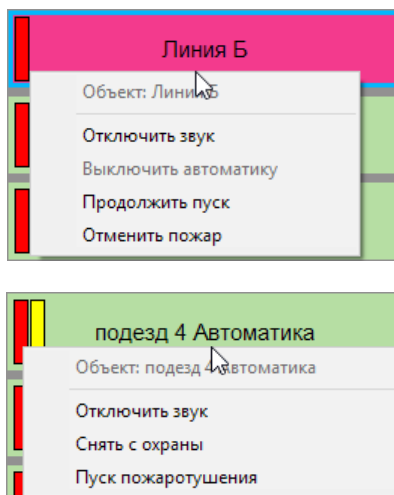 Линия Б
Объект: Линия Б
Отключить звук
Выключить автоматику
Продолжить пуск
Отменить пожар
подезд 4 Автоматика
Объект: подезд 4 Автоматика
Отключить звук
Снять с охраны
Пуск пожаротушения